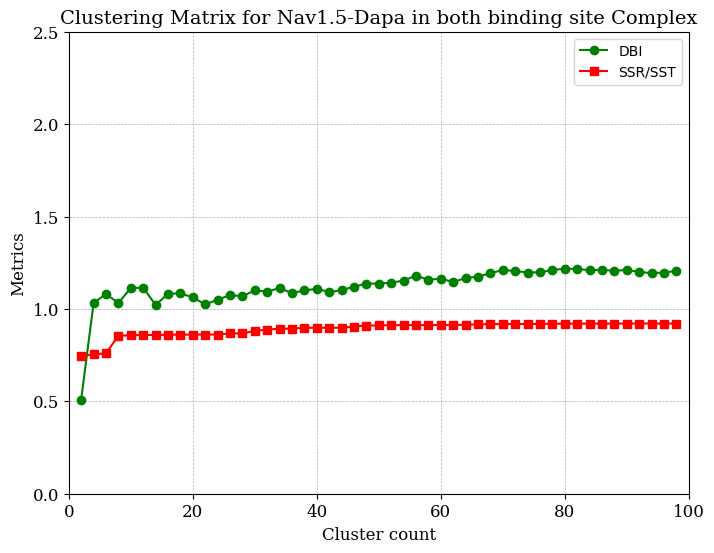 Clustering Matrix for Nav1.5-Dapa in both binding site Complex
DBI
SSR/SST
2.5
2.0
1.5
1.0
0.5
0.0
Metrics
0 20 40 60 80 100
Cluster count